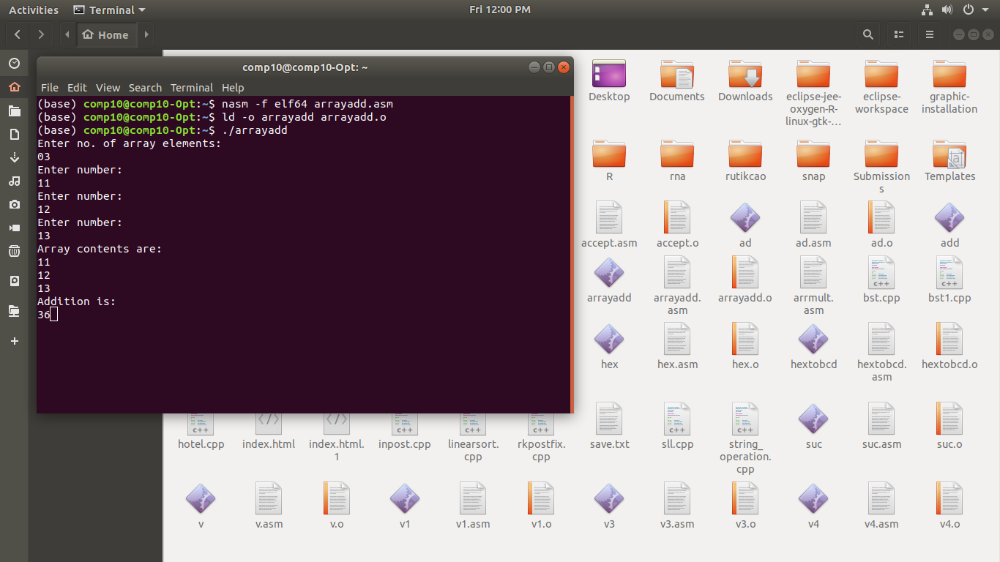 Activities
Terminal
Fri 12:00 PM
Home
comp10@comp10-Opt: ~
File Edit View Search Terminal Help
(base) comp10@comp10-Opt:~$ nasm -f elf64 arrayadd.asm
(base) comp10@comp10-Opt:~$ ld -o arrayadd arrayadd.o
(base) comp10@comp10-Opt:~$ ./arrayadd
Enter no. of array elements:
03
Enter number:
11
Enter number:
12
Enter number:
13
Array contents are:
11
12
13
Addition is:
36
Desktop
Documents
Downloads
eclipse-jee-
oxygen-R-
linux-gtk-…
eclipse-
workspace
graphic-
installation
R
rna
rutikcao
snap
Submission
s
Templates
accept.asm
accept.o
ad
ad.asm
ad.o
add
arrayadd
arrayadd.
asm
arrayadd.o
arrmult.
asm
bst.cpp
bst1.cpp
hex
hex.asm
hex.o
hextobcd
hextobcd.
asm
hextobcd.o
hotel.cpp
index.html
index.html.
1
inpost.cpp
linearsort.
cpp
rkpostfix.
cpp
save.txt
sll.cpp
string_
operation.
cpp
suc
suc.asm
suc.o
v
v.asm
v.o
v1
v1.asm
v1.o
v3
v3.asm
v3.o
v4
v4.asm
v4.o